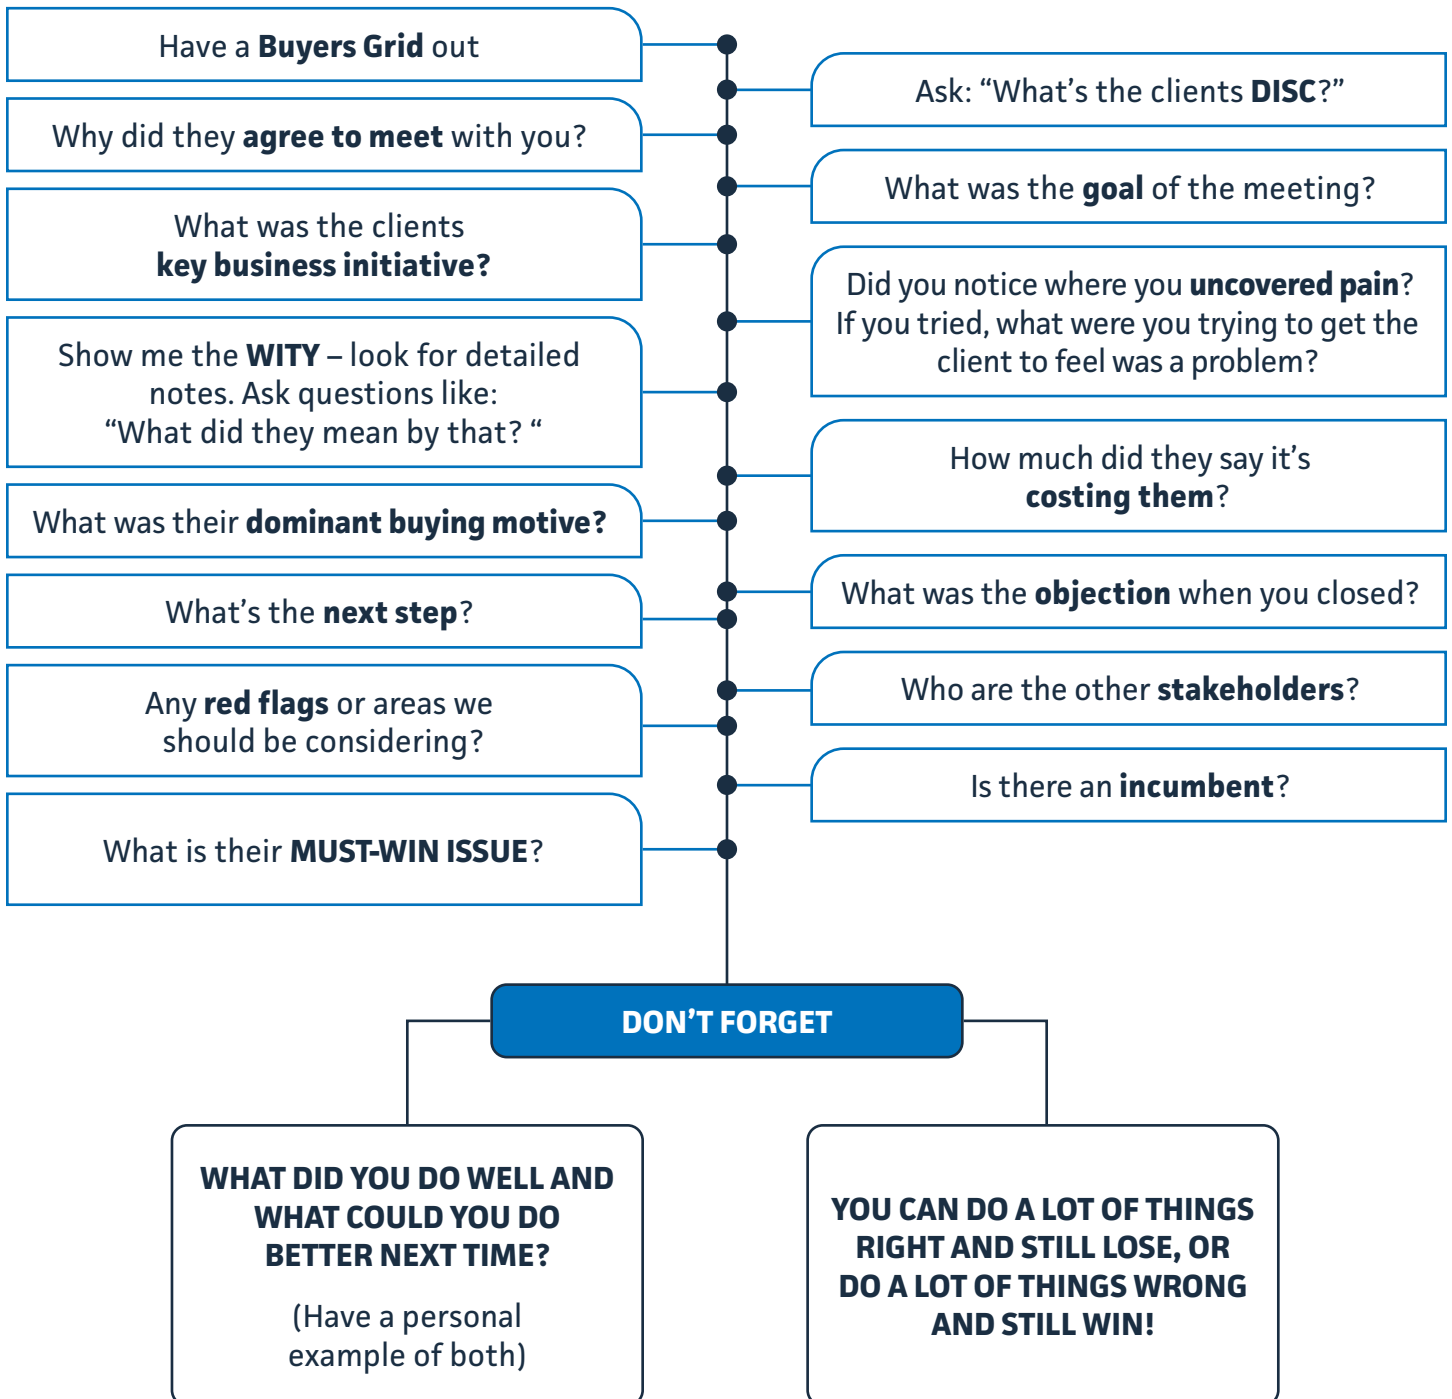 Have a Buyers Grid out
Ask: “What’s the clients DISC?”
Why did they agree to meet with you?
What was the goal of the meeting?
What was the clients
key business initiative?
Did you notice where you uncovered pain?
If you tried, what were you trying to get the
client to feel was a problem?
Show me the WITY – look for detailed
notes. Ask questions like:
“What did they mean by that? “
How much did they say it’s
costing them?
What was their dominant buying motive?
What was the objection when you closed?
What’s the next step?
Who are the other stakeholders?
Any red flags or areas we
should be considering?
Is there an incumbent?
What is their MUST-WIN ISSUE?
DON’T FORGET
WHAT DID YOU DO WELL AND
WHAT COULD YOU DO
BETTER NEXT TIME?
(Have a personal
example of both)
YOU CAN DO A LOT OF THINGS
RIGHT AND STILL LOSE, OR
DO A LOT OF THINGS WRONG
AND STILL WIN!